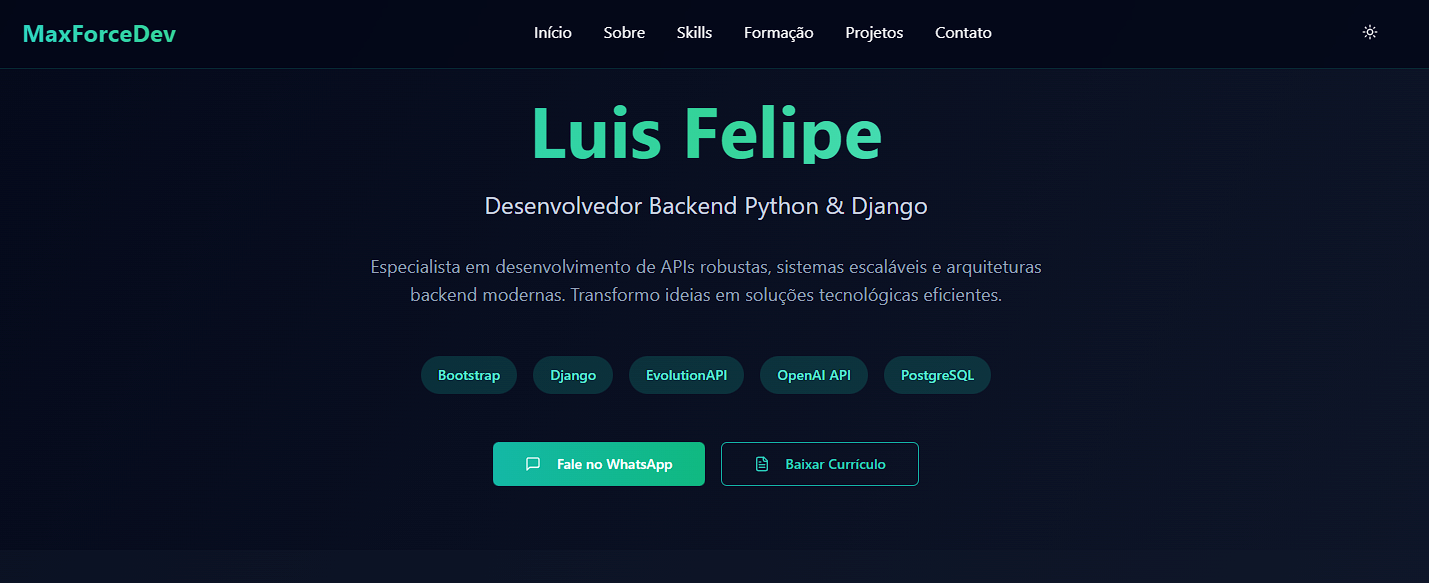 MaxForceDev
Início Sobre Skills Formação Projetos Contato
Luis Felipe
Desenvolvedor Backend Python & Django
Especialista em desenvolvimento de APIs robustas, sistemas escaláveis e arquiteturas
backend modernas. Transformo ideias em soluções tecnológicas eficientes.
Bootstrap Django EvolutionAPI OpenAI API PostgreSQL
Fale no WhatsApp Baixar Currículo